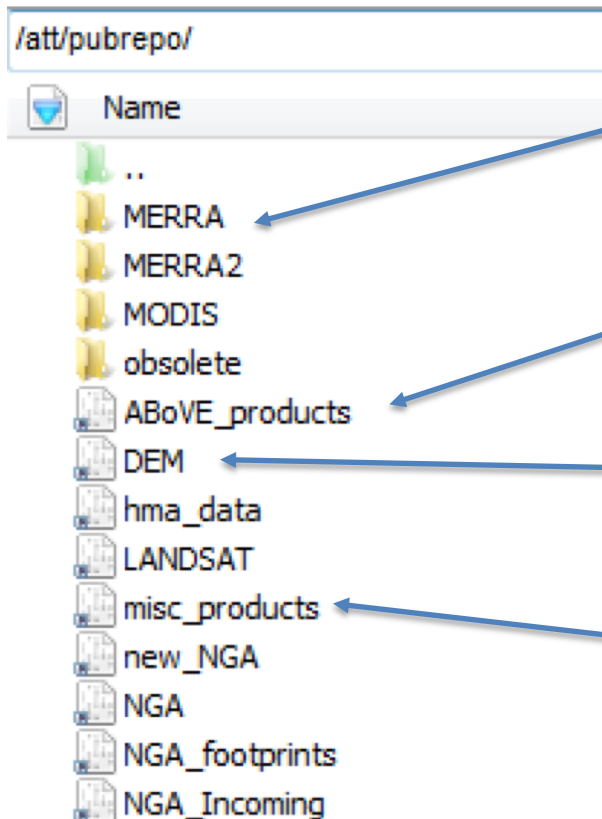 /att/pubrepo/
Name
..
MERRA
MERRA2
MODIS
obsolete
ABoVE_products
DEM
hma_data
LANDSAT
misc_products
new_NGA
NGA
NGA_footprints
NGA_Incoming